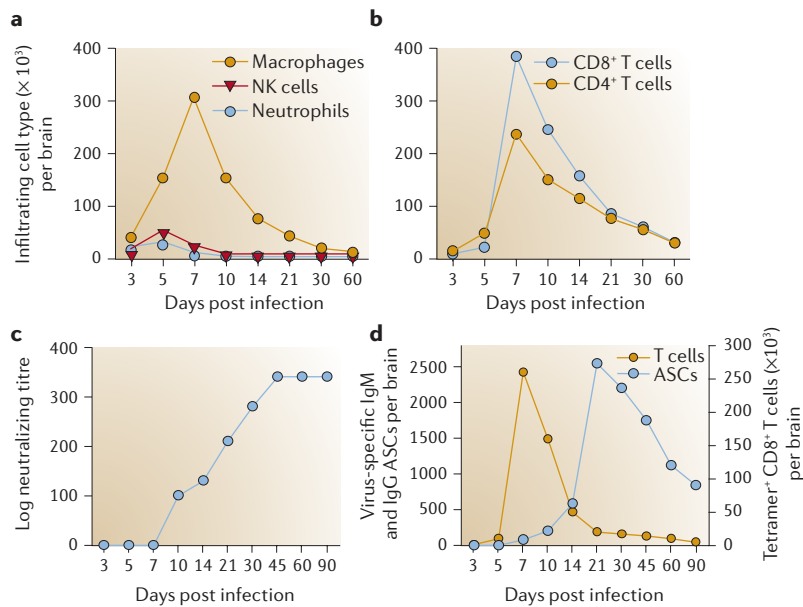 a
Infiltrating cell type (× 10³)
per brain
400
300
200
100
0
Macrophages
NK cells
Neutrophils
3 5 7 10 14 21 30 60
Days post infection
b
400
300
200
100
0
CD8⁺ T cells
CD4⁺ T cells
3 5 7 10 14 21 30 60
Days post infection
c
Log neutralizing titre
400
300
200
100
0
3 5 7 10 14 21 30 45 60 90
Days post infection
d
Virus-specific IgM
and IgG ASCs per brain
2500
2000
1500
1000
500
0
T cells
ASCs
300
250
200
150
100
50
0
Tetramer⁺ CD8⁺ T cells (×10³)
per brain
3 5 7 10 14 21 30 45 60 90
Days post infection